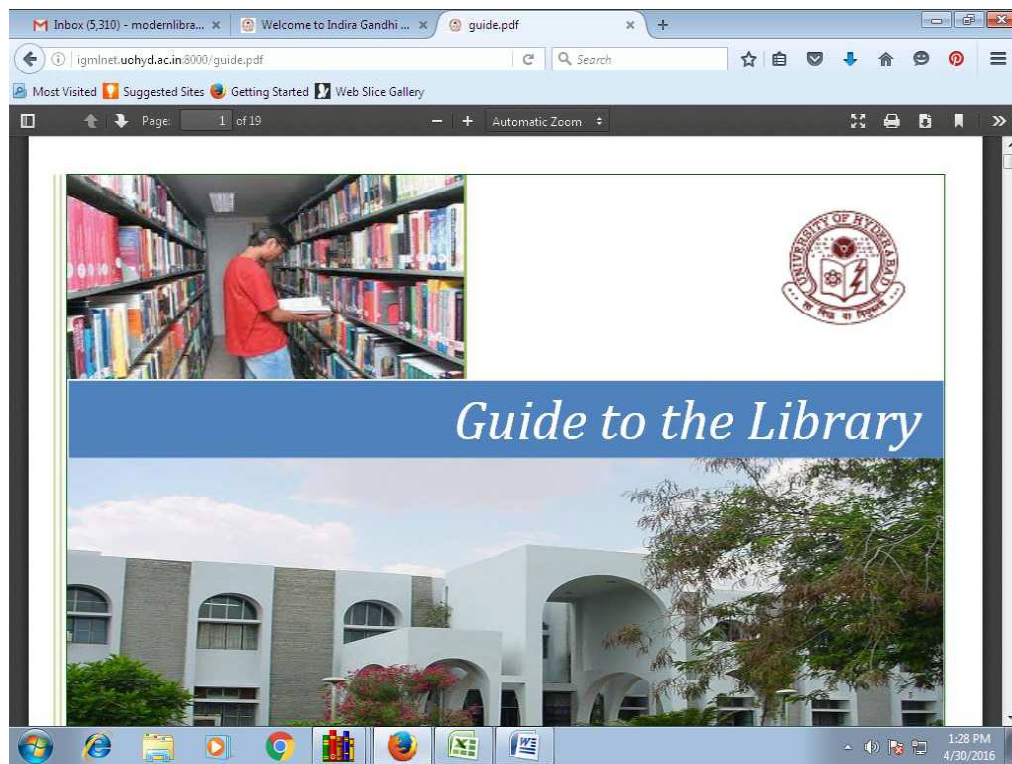 Inbox (5,310) - modernlibra...
Welcome to Indira Gandhi ...
guide.pdf
igmlnet.uohyd.ac.in:8000/guide.pdf
Search
Most Visited
Suggested Sites
Getting Started
Web Slice Gallery
Page: 1 of 19
Automatic Zoom
UNIVERSITY OF HYDERABAD
सा विद्या या विमुक्तये
Guide to the Library
1:28 PM
4/30/2016